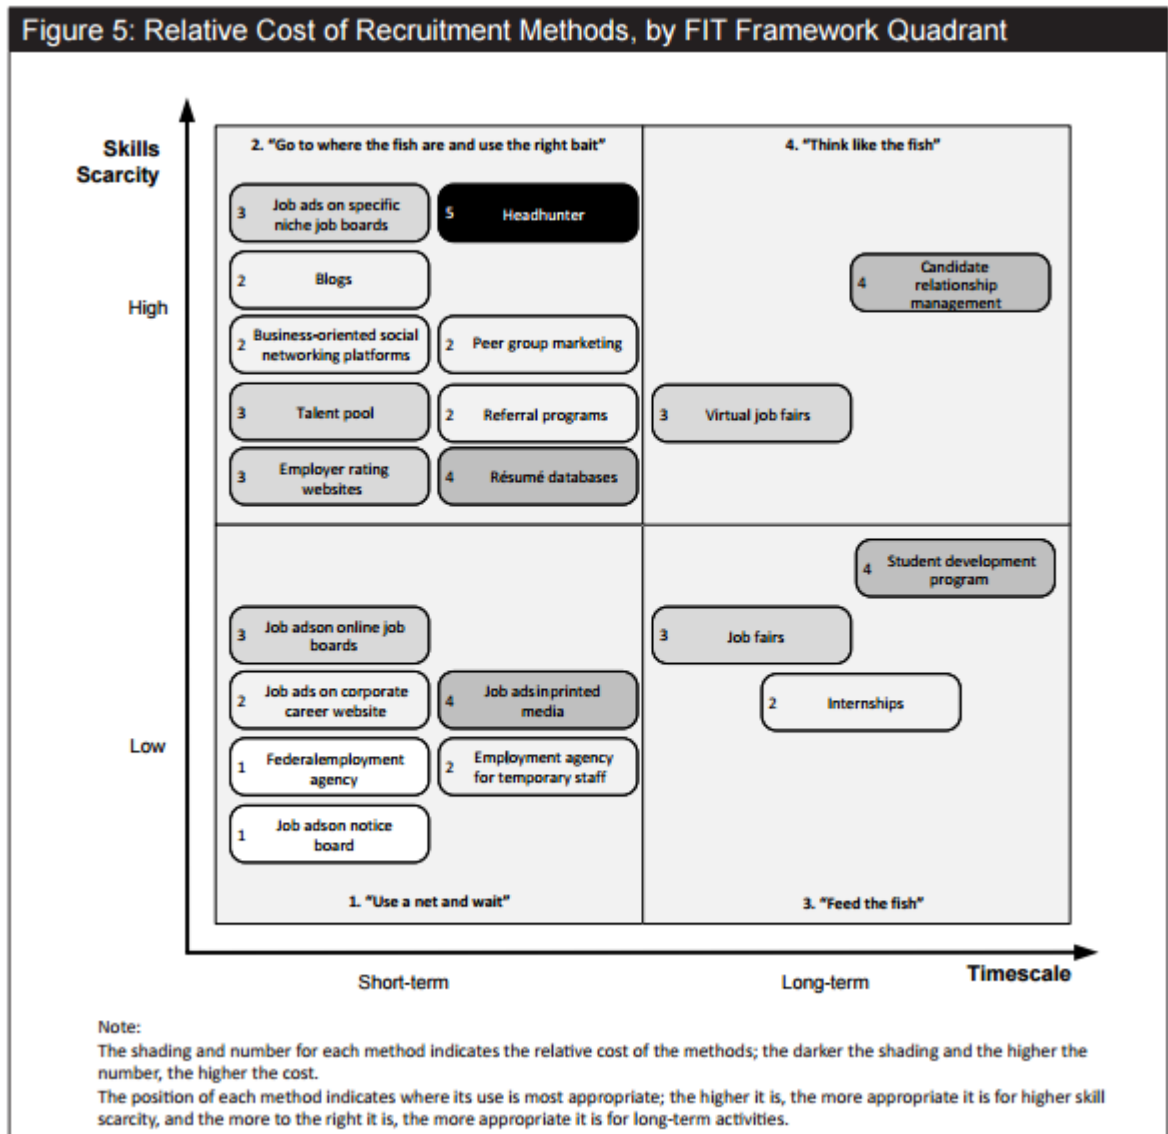 Figure 5: Relative Cost of Recruitment Methods, by FIT Framework Quadrant
Skills
Scarcity
High
Low
2. "Go to where the fish are and use the right bait"
3
Job ads on specific
niche job boards
5
Headhunter
2
Blogs
2
Business-oriented social
networking platforms
2
Peer group marketing
3
Talent pool
2
Referral programs
3
Employer rating
websites
4
Résumé databases
4. "Think like the fish"
4
Candidate
relationship
management
3
Virtual job fairs
3
Job adson online job
boards
2
Job ads on corporate
career website
4
Job adsinprinted
media
1
Federalemployment
agency
2
Employment agency
for temporary staff
1
Job adson notice
board
1. "Use a net and wait"
4
Student development
program
3
Job fairs
2
Internships
3. "Feed the fish"
Short-term
Long-term
Timescale
Note:
The shading and number for each method indicates the relative cost of the methods; the darker the shading and the higher the
number, the higher the cost.
The position of each method indicates where its use is most appropriate; the higher it is, the more appropriate it is for higher skill
scarcity, and the more to the right it is, the more appropriate it is for long-term activities.